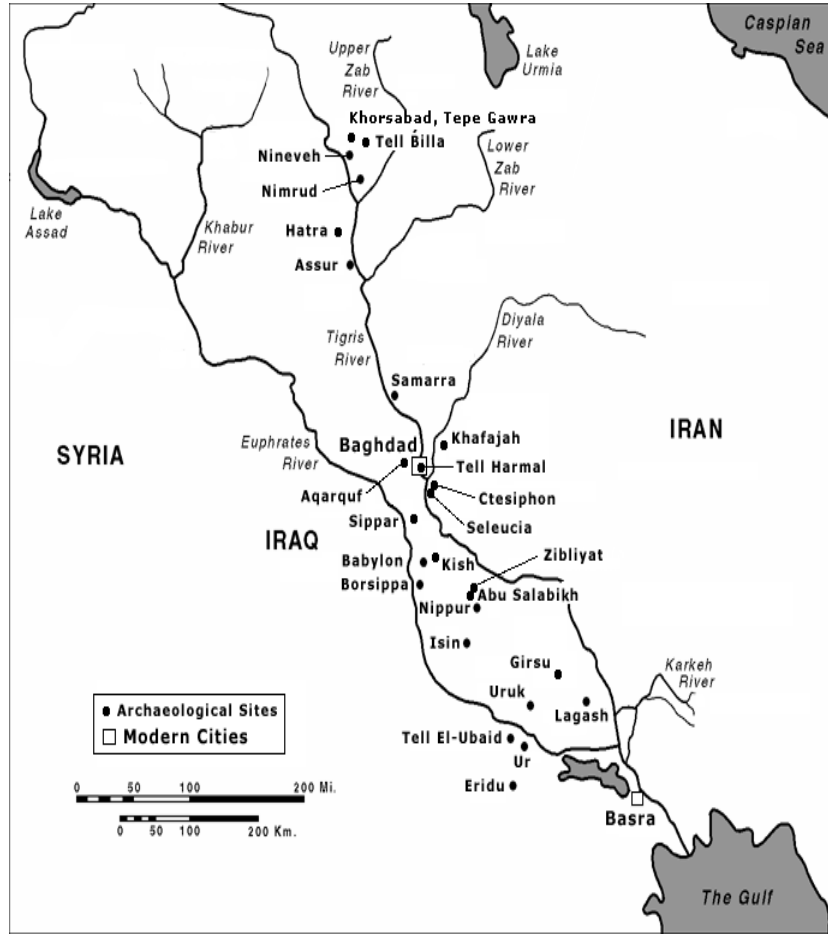 Caspian
Sea
Upper
Zab
River
Lake
Urmia
Khorsabad, Tepe Gawra
Tell Billa
Nineveh
Lower
Zab
River
Nimrud
Lake
Assad
Khabur
River
Hatra
Assur
Diyala
River
Tigris
River
Samarra
SYRIA
Euphrates
River
Baghdad
Khafajah
IRAN
Tell Harmal
Aqarquf
Ctesiphon
Seleucia
Sippar
IRAQ
Zibliyat
Babylon
Kish
Borsippa
Abu Salabikh
Nippur
Isin
Girsu
Karkeh
River
Uruk
Lagash
Archaeological Sites
Modern Cities
Tell El-Ubaid
Ur
Eridu
0 50 100 200 Mi.
0 50 100 200 Km.
Basra
The Gulf